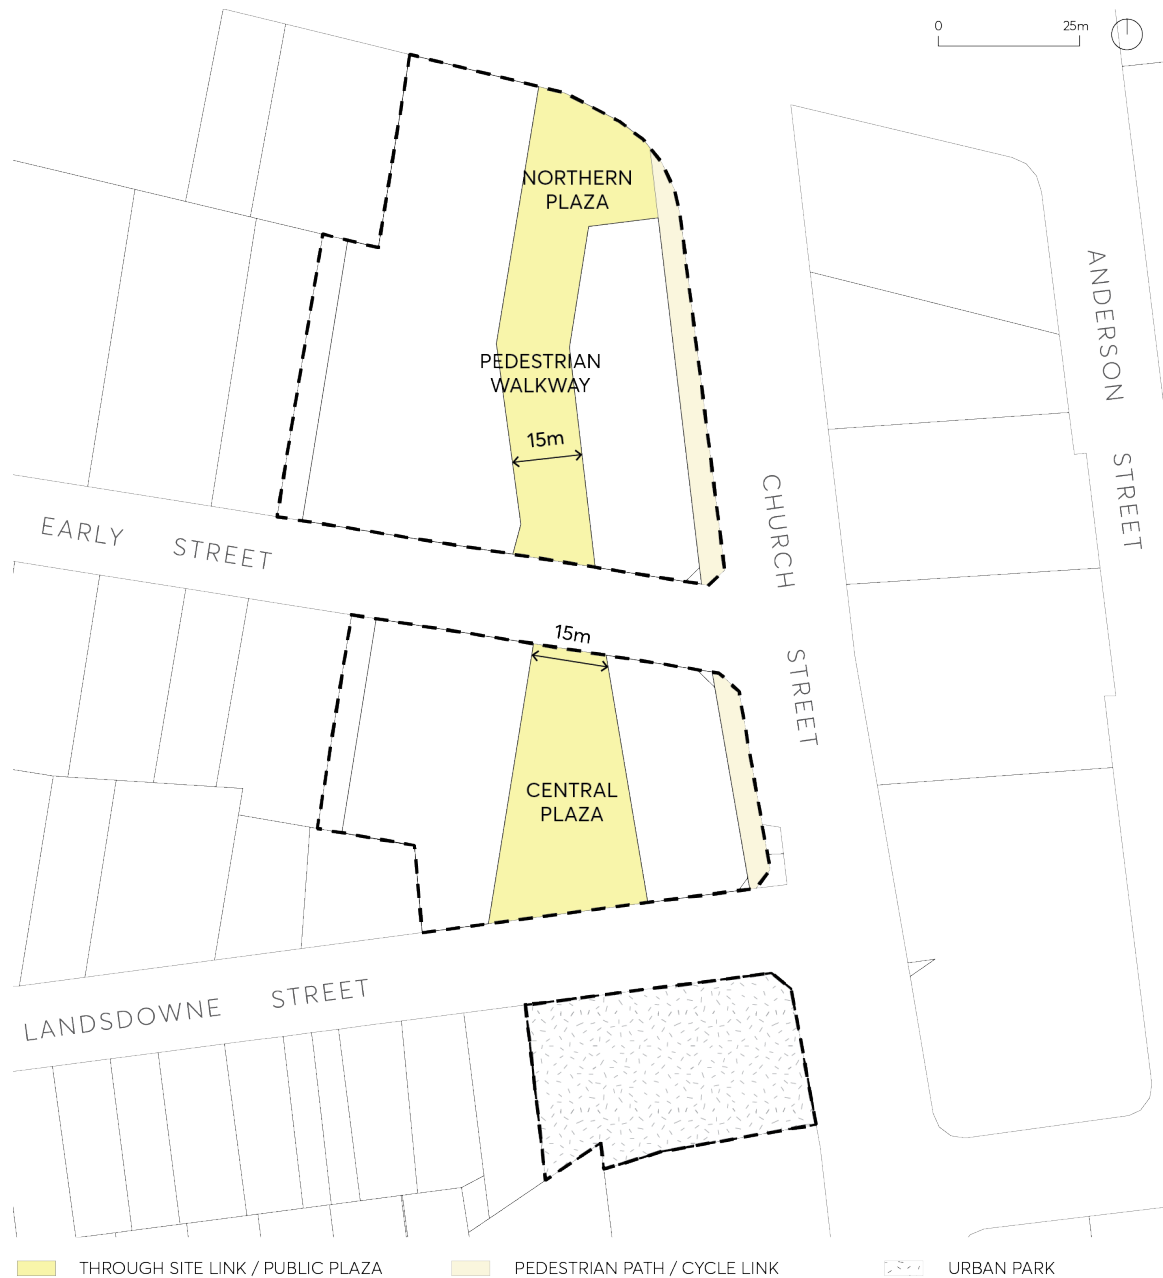 0 25m
NORTHERN
PLAZA
PEDESTRIAN
WALKWAY
15m
ANDERSON STREET
CHURCH STREET
EARLY STREET
15m
CENTRAL
PLAZA
LANDSDOWNE STREET
THROUGH SITE LINK / PUBLIC PLAZA
PEDESTRIAN PATH / CYCLE LINK
URBAN PARK